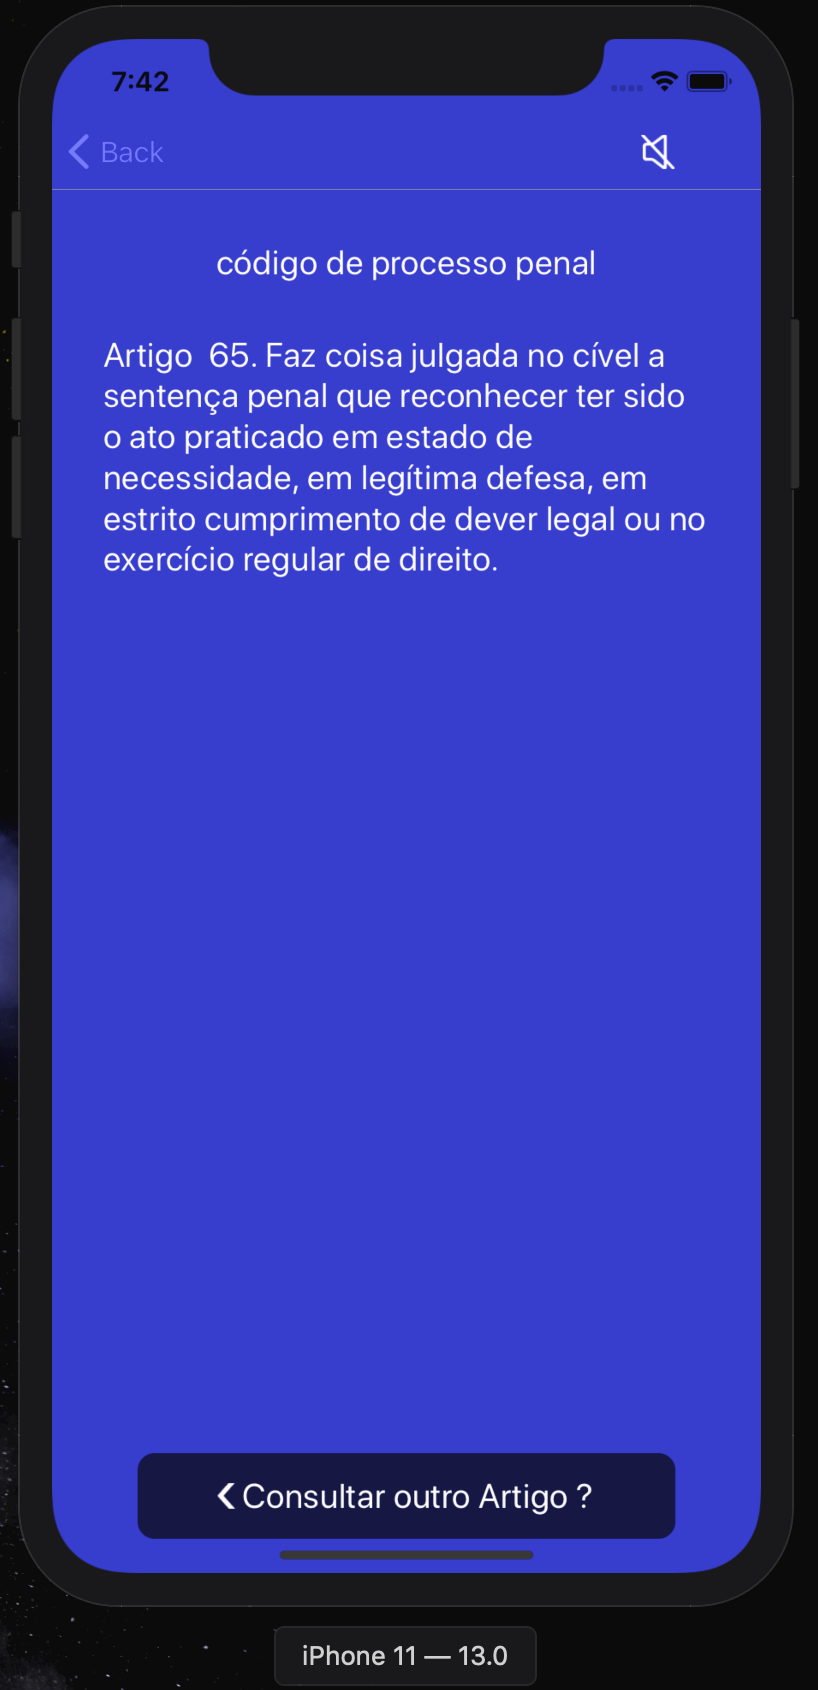 7:42
Back
código de processo penal
Artigo  65. Faz coisa julgada no cível a
sentença penal que reconhecer ter sido
o ato praticado em estado de
necessidade, em legítima defesa, em
estrito cumprimento de dever legal ou no
exercício regular de direito.
Consultar outro Artigo ?
iPhone 11 — 13.0